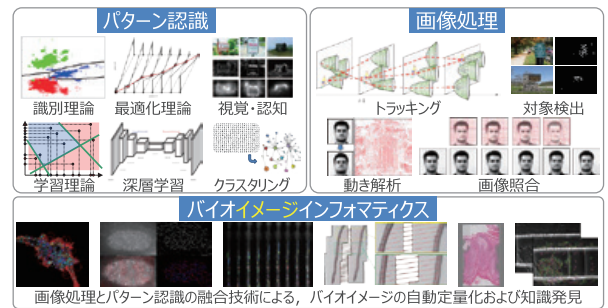 パターン認識
識別理論
最適化理論
視覚・認知
学習理論
深層学習
クラスタリング
画像処理
トラッキング
対象検出
動き解析
画像照合
バイオイメージインフォマティクス
画像処理とパターン認識の融合技術による，バイオイメージの自動定量化および知識発見